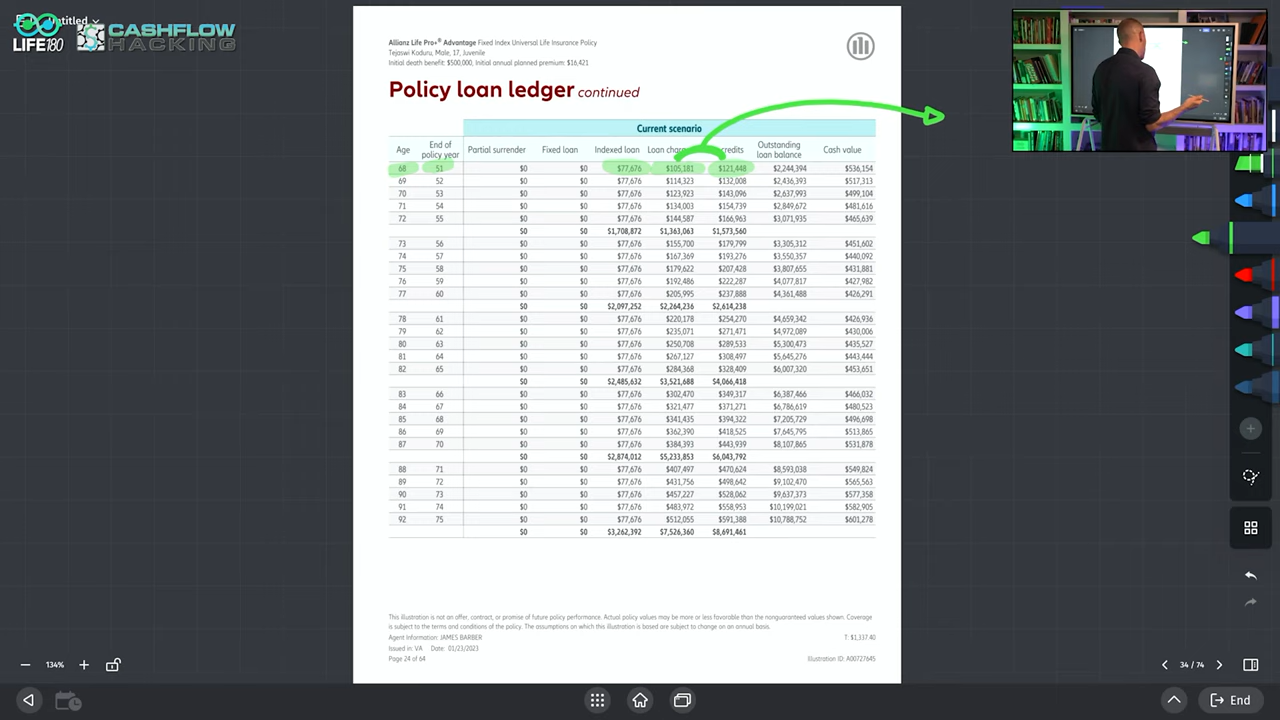 Untitled
LIFE180
CASHFLOW
HACKING
Allianz Life Pro+® Advantage Fixed Index Universal Life Insurance Policy
Tejaswi Koduru, Male, 17, Juvenile
Initial death benefit: $500,000, Initial annual planned premium: $16,421
Policy loan ledger continued
Current scenario
Age End of policy year Partial surrender Fixed loan Indexed loan Loan credits Outstanding loan balance Cash value
68 51 $0 $0 $77,676 $105,181 $121,448 $2,244,394 $536,154
69 52 $0 $0 $77,676 $114,323 $132,008 $2,436,393 $517,313
70 53 $0 $0 $77,676 $123,923 $143,096 $2,637,993 $499,104
71 54 $0 $0 $77,676 $134,003 $154,739 $2,849,672 $481,616
72 55 $0 $0 $77,676 $144,587 $166,963 $3,071,935 $465,639
$0 $0 $1,708,872 $1,363,063 $1,573,560
73 56 $0 $0 $77,676 $155,700 $179,799 $3,305,312 $451,602
74 57 $0 $0 $77,676 $167,369 $193,276 $3,550,357 $440,092
75 58 $0 $0 $77,676 $179,622 $207,428 $3,807,655 $431,881
76 59 $0 $0 $77,676 $192,486 $222,287 $4,077,817 $427,982
77 60 $0 $0 $77,676 $205,995 $237,888 $4,361,488 $426,291
$0 $0 $2,097,252 $2,264,236 $2,614,238
78 61 $0 $0 $77,676 $220,178 $254,270 $4,659,342 $426,936
79 62 $0 $0 $77,676 $235,071 $271,471 $4,972,089 $430,006
80 63 $0 $0 $77,676 $250,708 $289,533 $5,300,473 $435,527
81 64 $0 $0 $77,676 $267,127 $308,497 $5,645,276 $443,444
82 65 $0 $0 $77,676 $284,368 $328,409 $6,007,320 $453,651
$0 $0 $2,485,632 $3,521,688 $4,066,418
83 66 $0 $0 $77,676 $302,470 $349,317 $6,387,466 $466,032
84 67 $0 $0 $77,676 $321,477 $371,271 $6,786,619 $480,523
85 68 $0 $0 $77,676 $341,435 $394,322 $7,205,729 $496,698
86 69 $0 $0 $77,676 $362,390 $418,525 $7,645,795 $513,865
87 70 $0 $0 $77,676 $384,393 $443,939 $8,107,865 $531,878
$0 $0 $2,874,012 $5,233,853 $6,043,792
88 71 $0 $0 $77,676 $407,497 $470,624 $8,593,038 $549,824
89 72 $0 $0 $77,676 $431,756 $498,642 $9,102,470 $565,563
90 73 $0 $0 $77,676 $457,227 $528,062 $9,637,373 $577,358
91 74 $0 $0 $77,676 $483,972 $558,953 $10,199,021 $582,905
92 75 $0 $0 $77,676 $512,055 $591,388 $10,788,752 $601,278
$0 $0 $3,262,392 $7,526,360 $8,691,461
This illustration is not an offer, contract, or promise of future policy performance. Actual policy values may be more or less favorable than the nonguaranteed values shown. Coverage
is subject to the terms and conditions of the policy. The assumptions on which this illustration is based are subject to change on an annual basis.
Agent Information: JAMES BARBER T: $1,337.40
Issued in: VA Date: 01/23/2023
Page 24 of 64 Illustration ID: A00727645
134%
34 / 74
End